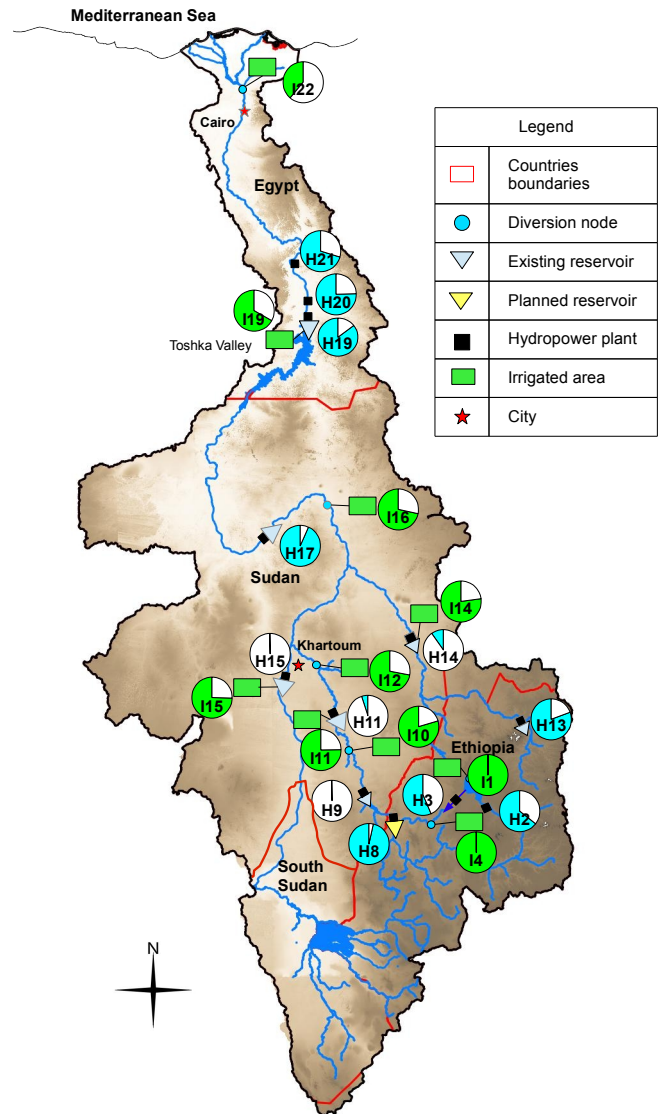 Mediterranean Sea
I22
Cairo
Egypt
Legend
Countries
boundaries
Diversion node
Existing reservoir
Planned reservoir
Hydropower plant
Irrigated area
City
H21
H20
I19
H19
Toshka Valley
I16
H17
Sudan
I14
H15
Khartoum
H14
I12
I15
H11
I10
H13
I11
Ethiopia
I1
H9
H3
H2
H8
I4
South
Sudan
N